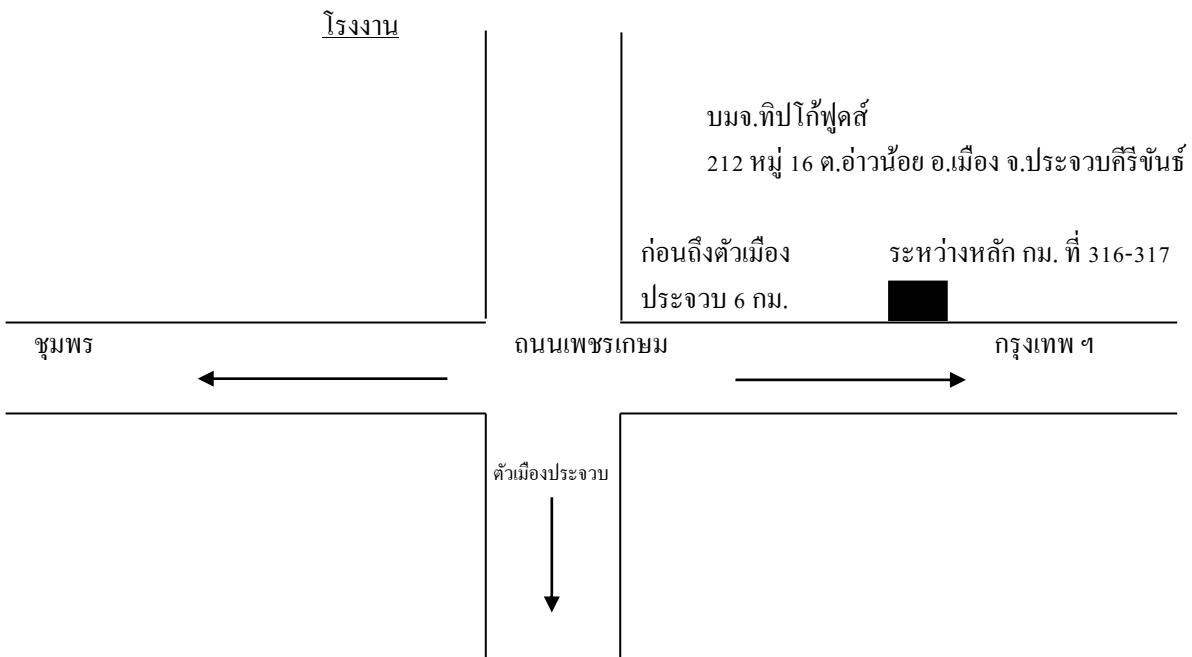 โรงงาน
บมจ.ทิปโก้ฟูดส์
212 หมู่ 16 ต.อ่าวน้อย อ.เมือง จ.ประจวบคีรีขันธ์
ก่อนถึงตัวเมือง
ประจวบ 6 กม.
ระหว่างหลัก กม. ที่ 316-317
ชุมพร
ถนนเพชรเกษม
กรุงเทพ ฯ
ตัวเมืองประจวบ